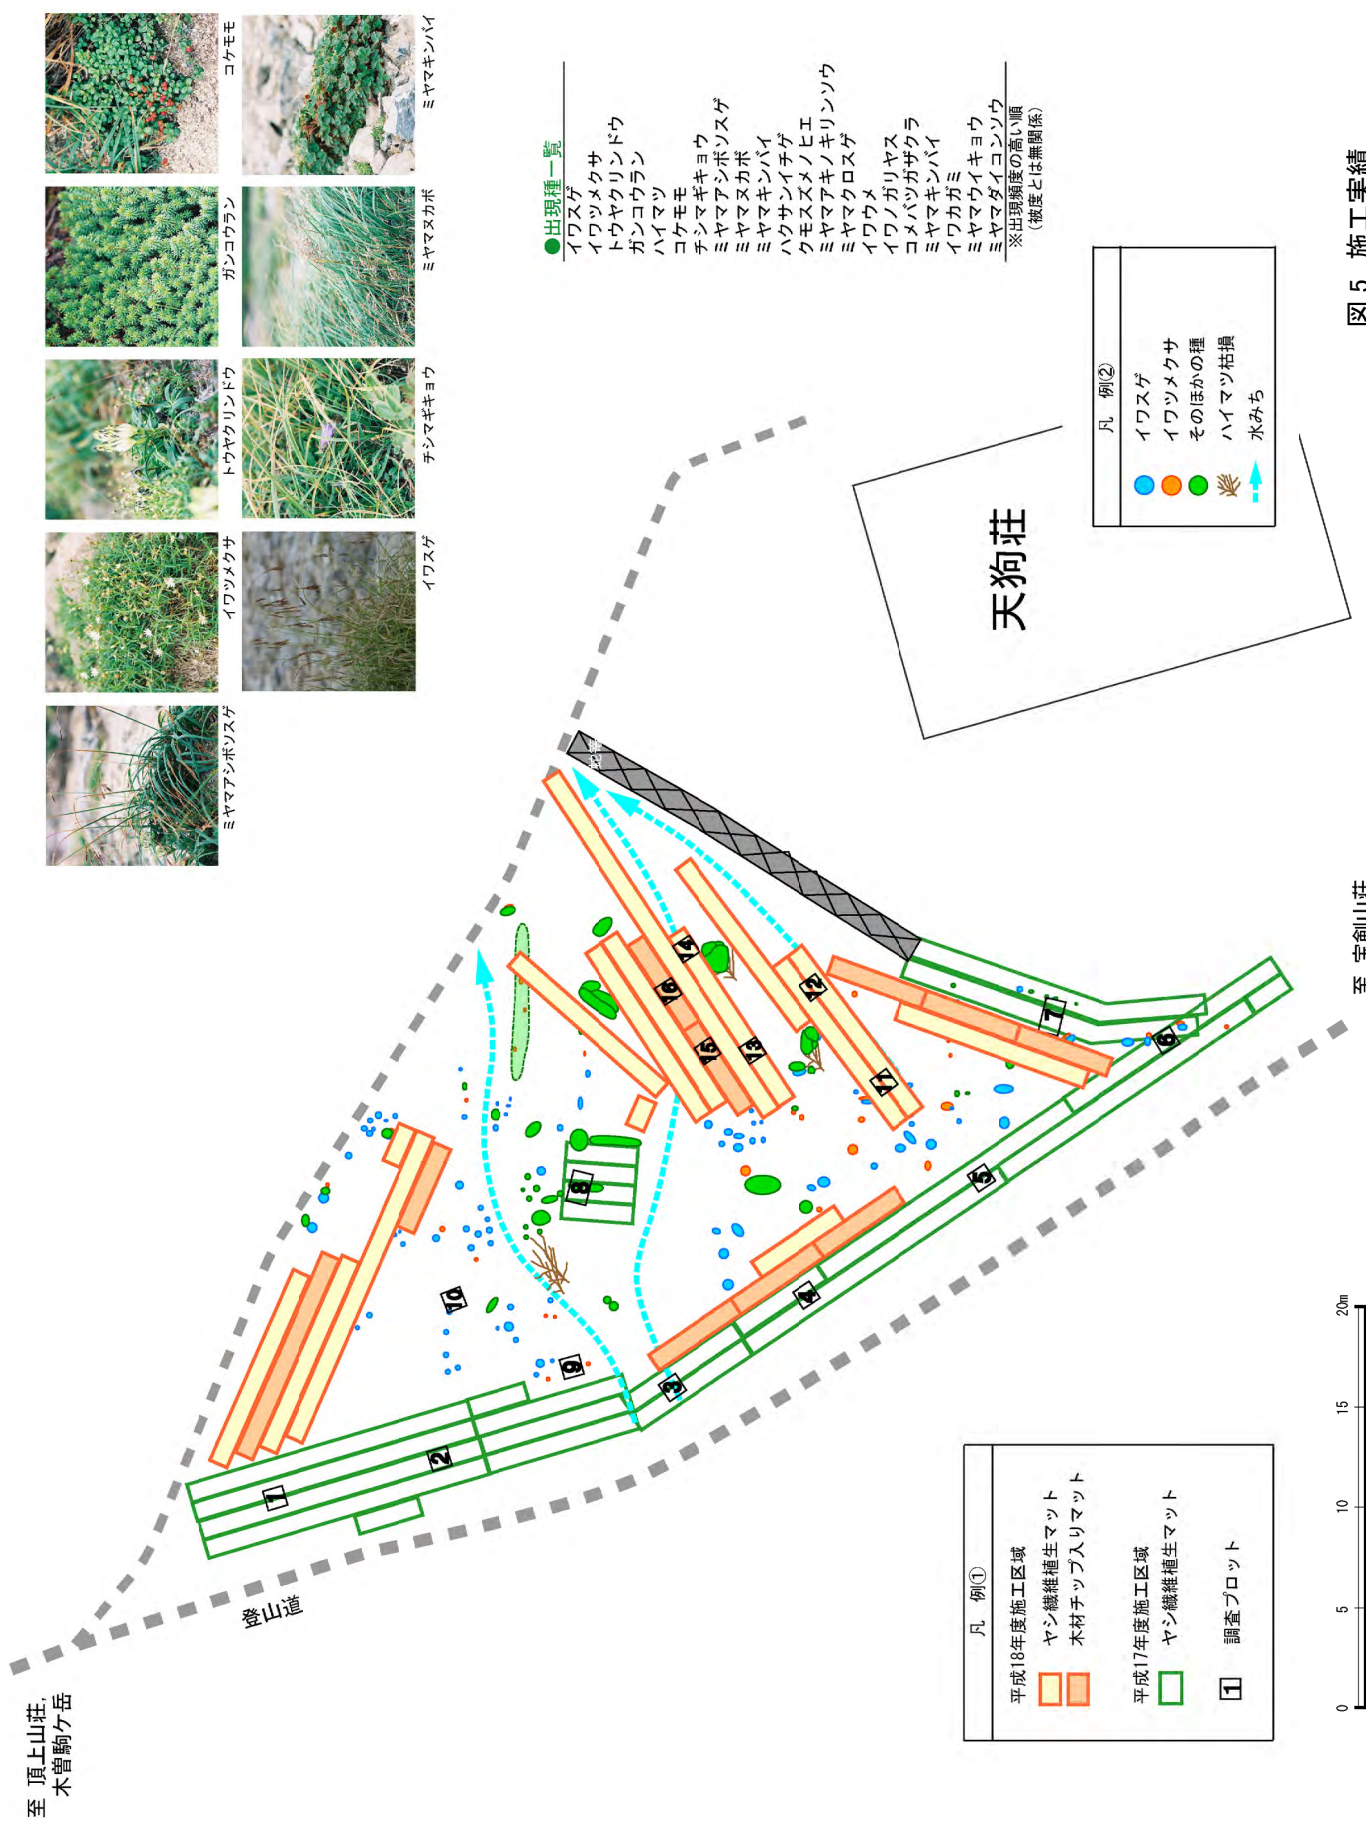 コケモモ
ガンコウラン
トウヤクリンドウ
イワツメクサ
ミヤマアシボソスゲ
ミヤマキンバイ
ミヤマヌカボ
チシマギキョウ
イワスゲ
●出現種一覧
イワスゲ
イワツメクサ
トウヤクリンドウ
ガンコウラン
ハイマツ
コケモモ
チシマギキョウ
ミヤマアシボソスゲ
ミヤマヌカボ
ミヤマキンバイ
ハクサンイチゲ
クモスズメノヒエ
ミヤマアキノキリンソウ
ミヤマクロスゲ
イワウメ
イワノガリヤス
コメバツガザクラ
ミヤマキンバイ
イワカガミ
ミヤマウイキョウ
ミヤマダイコンソウ
※出現頻度の高い順
(被度とは無関係)
至 頂上山荘,
木曽駒ケ岳
登山道
天狗荘
至 宝剣山荘
1
2
3
4
5
6
7
8
9
10
11
12
13
14
15
16
凡 例①
平成18年度施工区域
ヤシ繊維植生マット
木材チップ入りマット
平成17年度施工区域
ヤシ繊維植生マット
1 調査プロット
凡 例②
イワスゲ
イワツメクサ
そのほかの種
ハイマツ枯損
水みち
0 5 10 15 20m
図5 施工実績